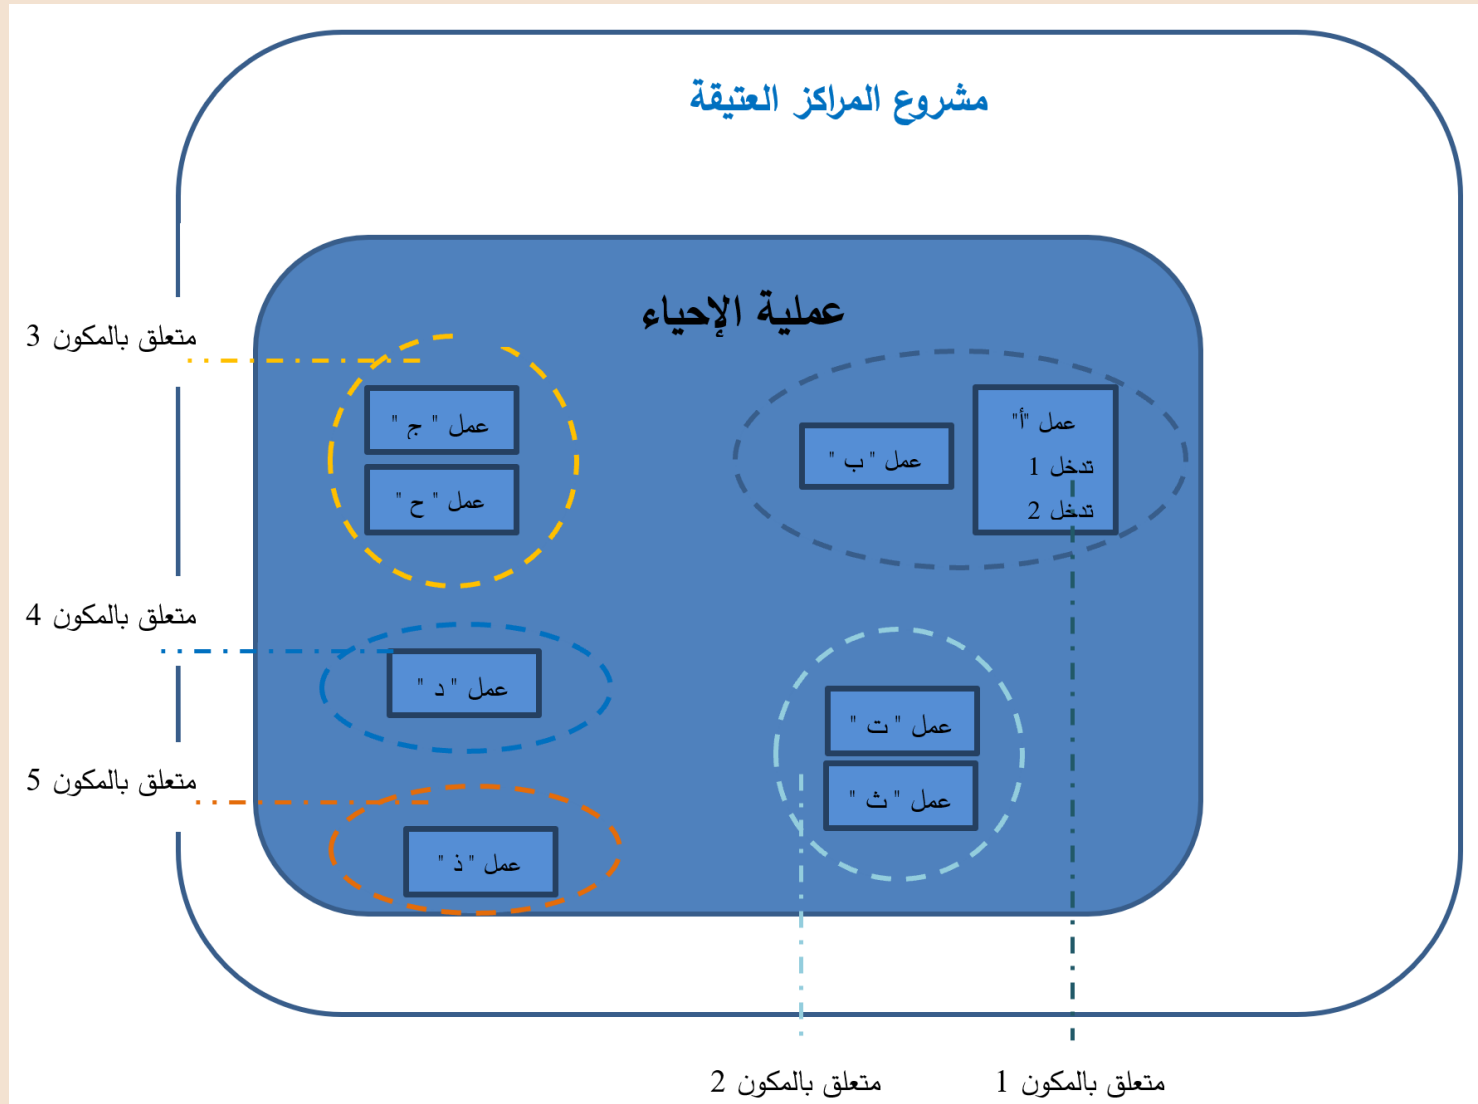 مشروع المراكز العتيقة
عملية الإحياء
عمل "أ"
تدخل 1
تدخل 2
عمل " ب "
عمل " ت "
عمل " ث "
عمل " ج "
عمل " ح "
عمل " د "
عمل " ذ "
متعلق بالمكون 3
متعلق بالمكون 4
متعلق بالمكون 5
متعلق بالمكون 1
متعلق بالمكون 2